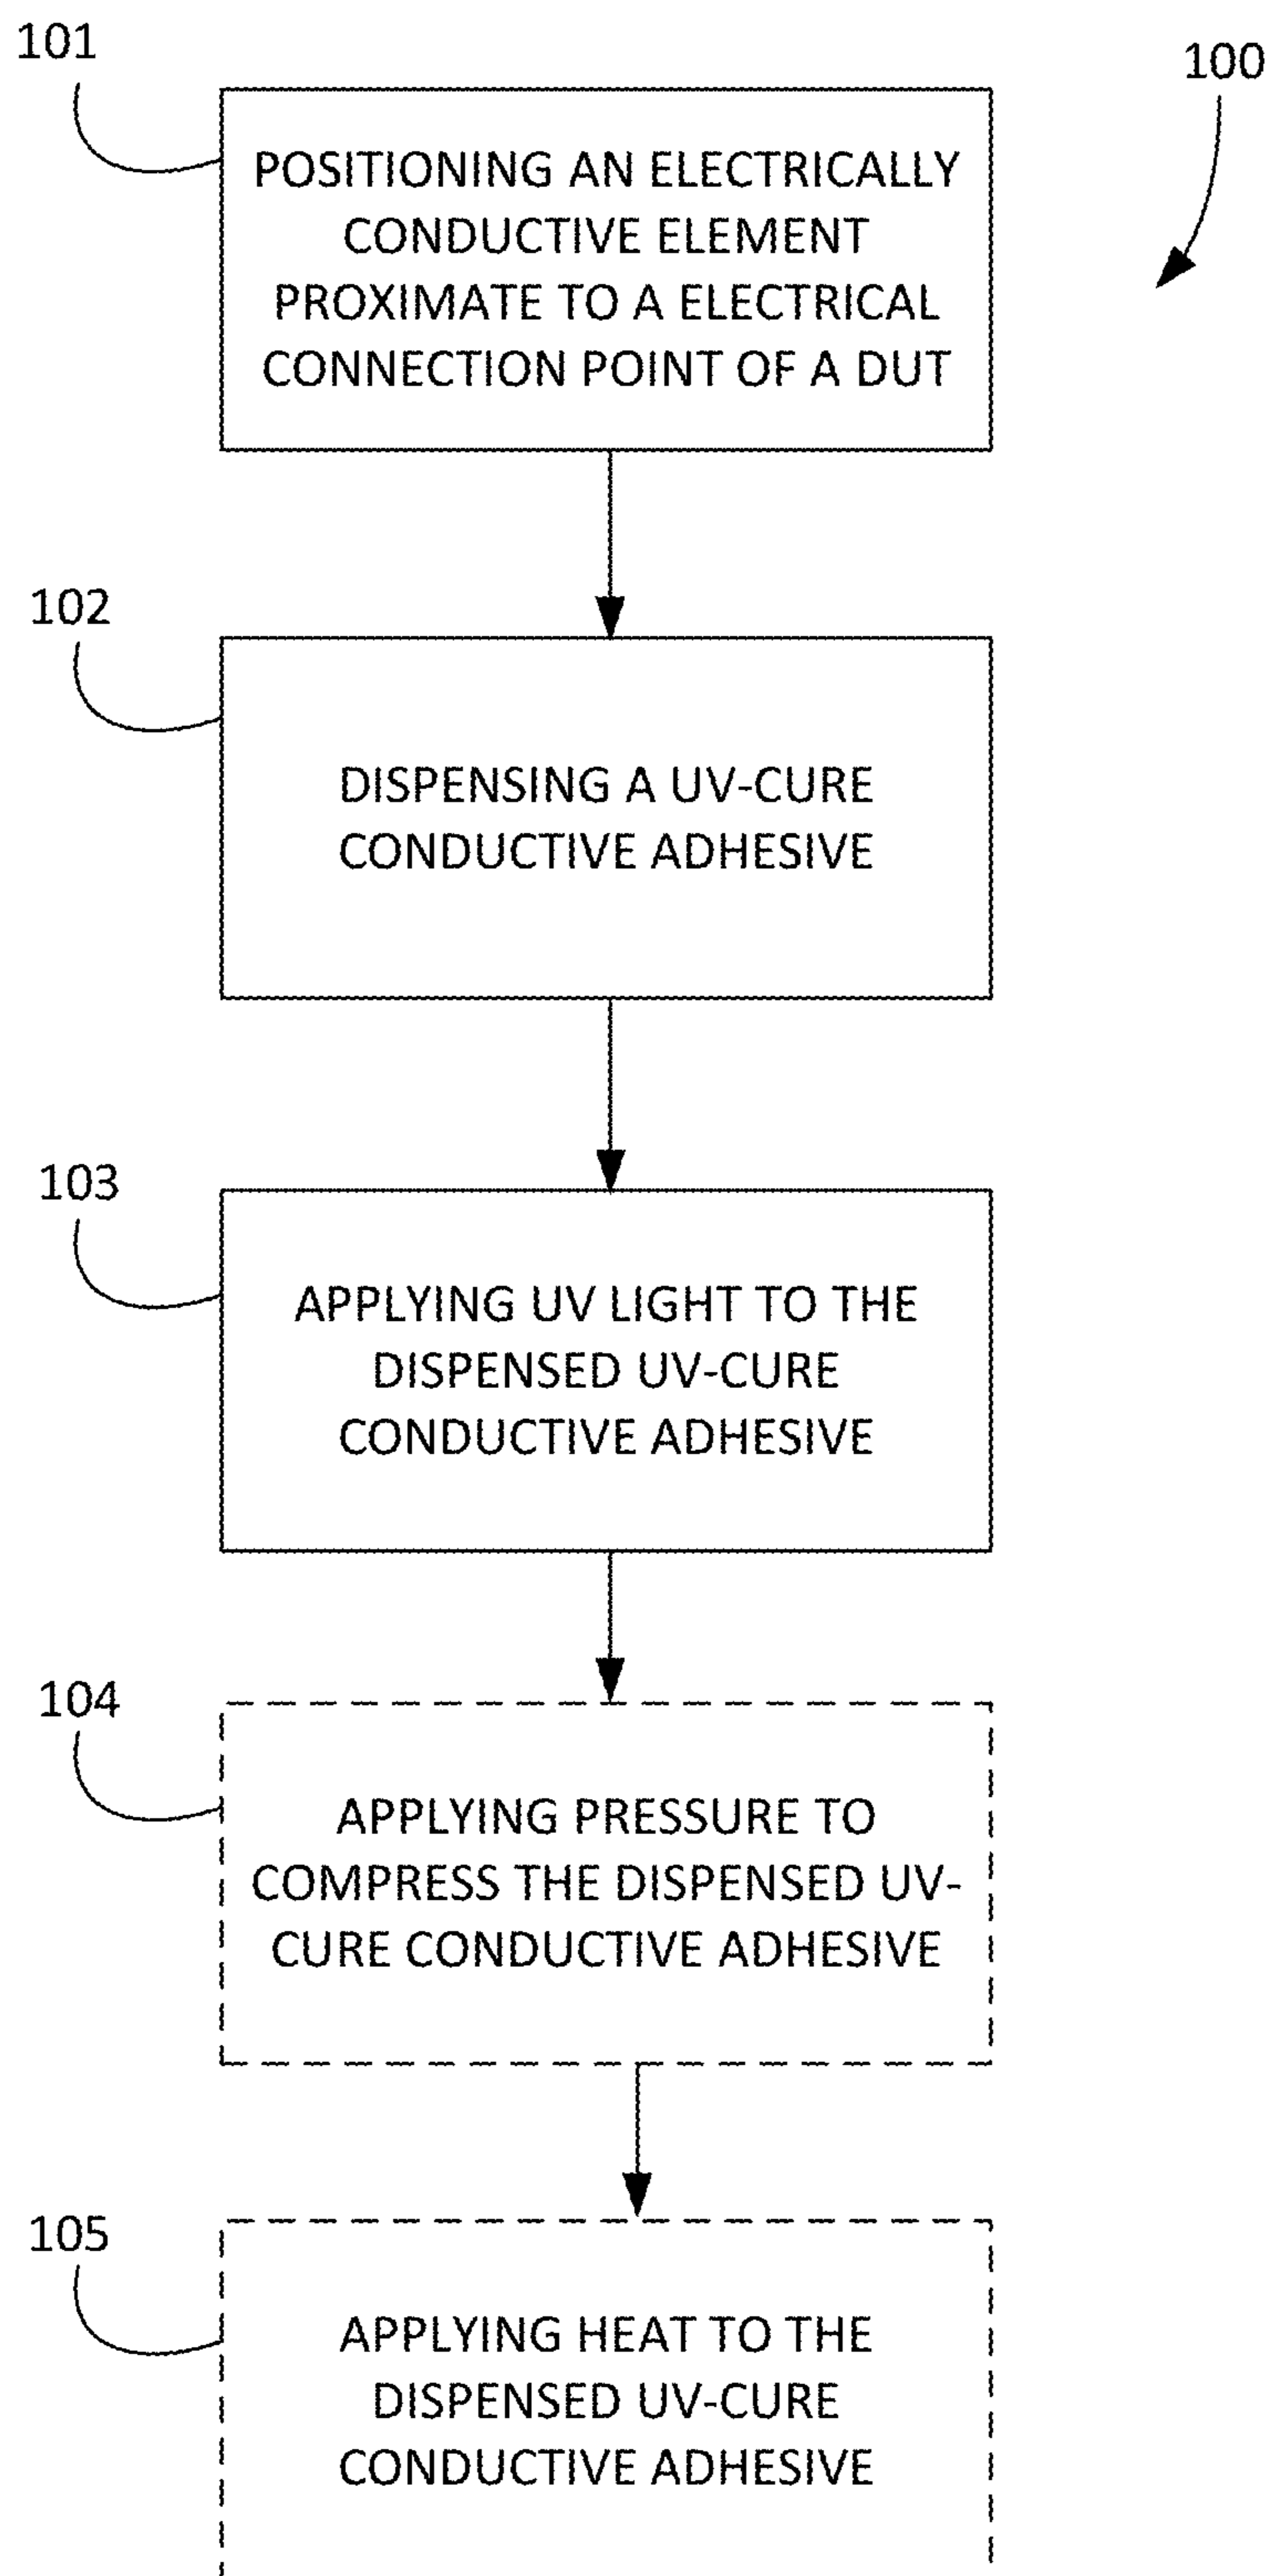 101
100
POSITIONING AN ELECTRICALLY
CONDUCTIVE ELEMENT
PROXIMATE TO A ELECTRICAL
CONNECTION POINT OF A DUT
102
DISPENSING A UV-CURE
CONDUCTIVE ADHESIVE
103
APPLYING UV LIGHT TO THE
DISPENSED UV-CURE
CONDUCTIVE ADHESIVE
104
APPLYING PRESSURE TO
COMPRESS THE DISPENSED UV-
CURE CONDUCTIVE ADHESIVE
105
APPLYING HEAT TO THE
DISPENSED UV-CURE
CONDUCTIVE ADHESIVE